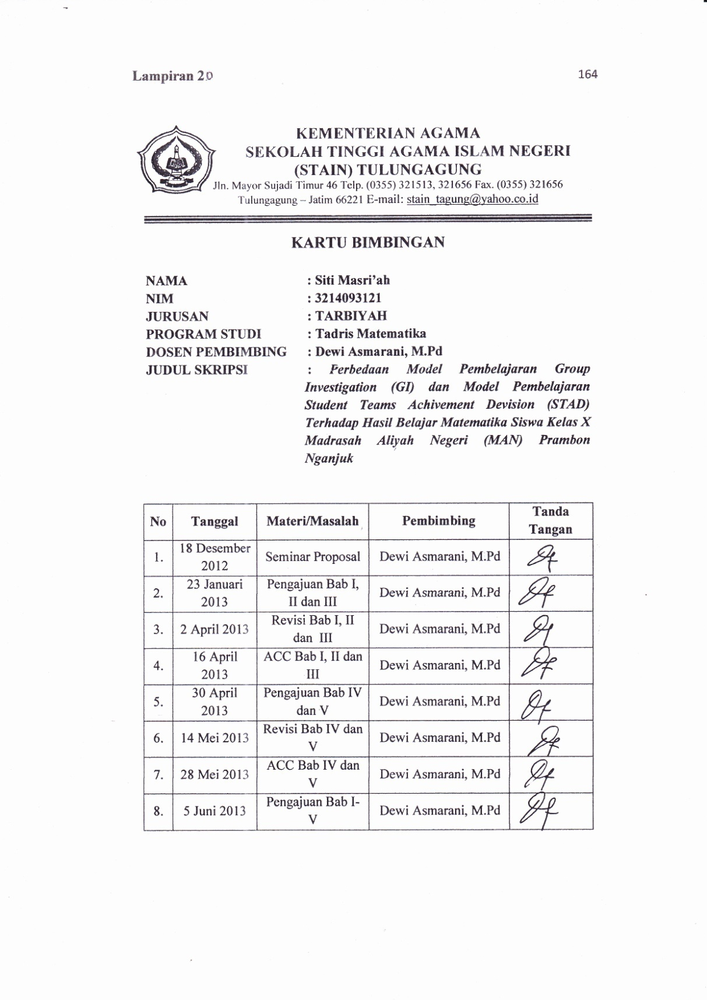 Lampiran 20
164
KEMENTERIAN AGAMA
SEKOLAH TINGGI AGAMA ISLAM NEGERI
(STAIN) TULUNGAGUNG
Jln. Mayor Sujadi Timur 46 Telp. (0355) 321513, 321656 Fax. (0355) 321656
Tulungagung – Jatim 66221 E-mail: stain_tagung@yahoo.co.id
KARTU BIMBINGAN
NAMA : Siti Masri'ah
NIM : 3214093121
JURUSAN : TARBIYAH
PROGRAM STUDI : Tadris Matematika
DOSEN PEMBIMBING : Dewi Asmarani, M.Pd
JUDUL SKRIPSI : Perbedaan Model Pembelajaran Group
Investigation (GI) dan Model Pembelajaran
Student Teams Achivement Devision (STAD)
Terhadap Hasil Belajar Matematika Siswa Kelas X
Madrasah Aliyah Negeri (MAN) Prambon
Nganjuk
No Tanggal Materi/Masalah Pembimbing Tanda
Tangan
1. 18 Desember
2012 Seminar Proposal Dewi Asmarani, M.Pd
2. 23 Januari
2013 Pengajuan Bab I,
II dan III Dewi Asmarani, M.Pd
3. 2 April 2013 Revisi Bab I, II
dan III Dewi Asmarani, M.Pd
4. 16 April
2013 ACC Bab I, II dan
III Dewi Asmarani, M.Pd
5. 30 April
2013 Pengajuan Bab IV
dan V Dewi Asmarani, M.Pd
6. 14 Mei 2013 Revisi Bab IV dan
V Dewi Asmarani, M.Pd
7. 28 Mei 2013 ACC Bab IV dan
V Dewi Asmarani, M.Pd
8. 5 Juni 2013 Pengajuan Bab I-
V Dewi Asmarani, M.Pd